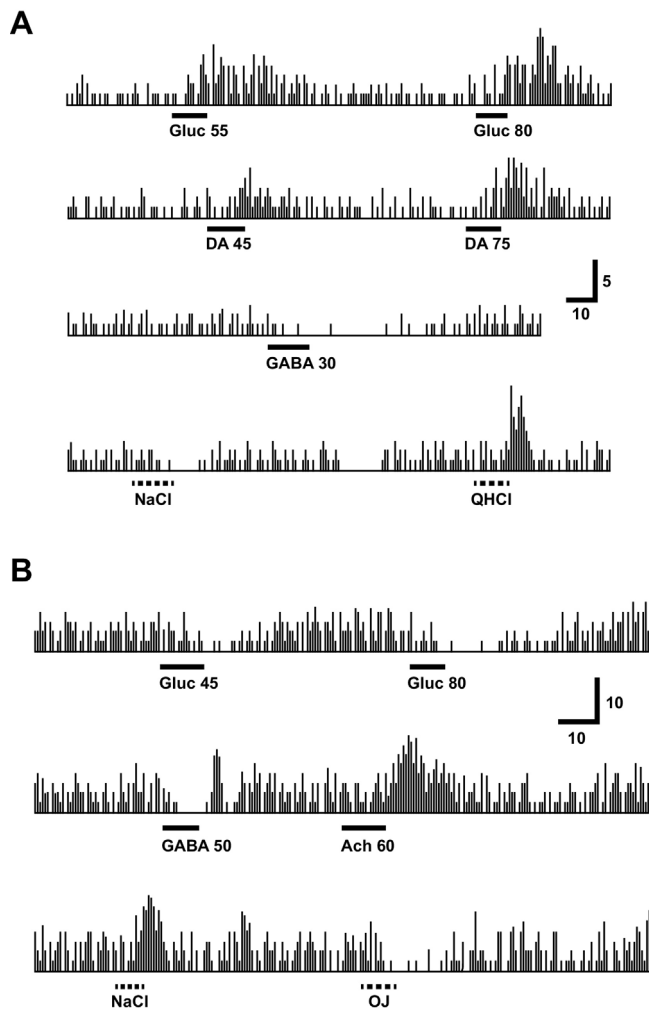 A
Gluc 55 Gluc 80
DA 45 DA 75
5
10
GABA 30
NaCl QHCl
B
Gluc 45 Gluc 80
10
10
GABA 50 Ach 60
NaCl OJ